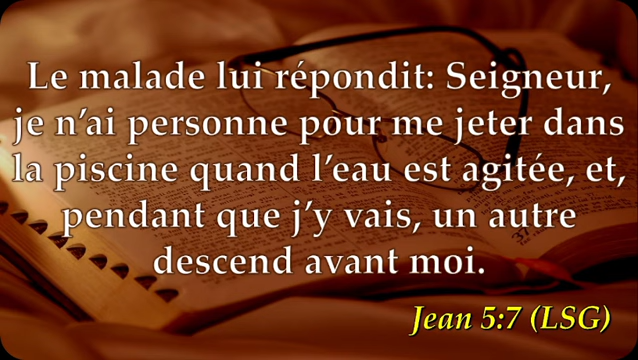 Le malade lui répondit: Seigneur,
je n’ai personne pour me jeter dans
la piscine quand l’eau est agitée, et,
pendant que j’y vais, un autre
descend avant moi.
Jean 5:7 (LSG)